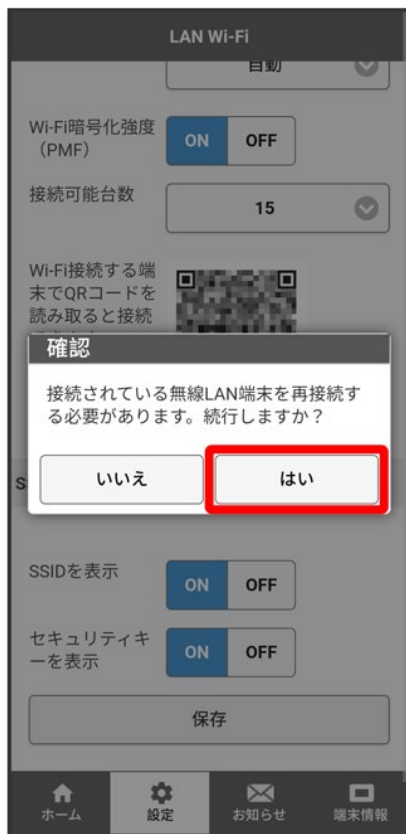 LAN Wi-Fi
自動
Wi-Fi暗号化強度
（PMF）
ON OFF
接続可能台数
15
Wi-Fi接続する端
末でQRコードを
読み取ると接続
確認
接続されている無線LAN端末を再接続す
る必要があります。続行しますか？
いいえ
はい
S
SSIDを表示
ON OFF
セキュリティキ
ーを表示
ON OFF
保存
ホーム
設定
お知らせ
端末情報